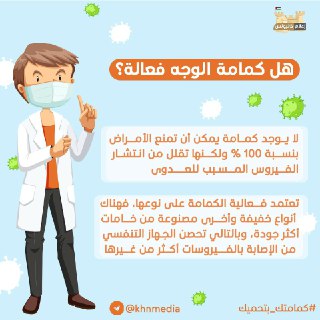 هل كمامة الوجه فعالة؟
لا يوجد كمامة يمكن أن تمنع الأمراض
بنسبة 100 % ولكنها تقلل من انتشار
الفيروس المسبب للعدوى
تعتمد فعالية الكمامة على نوعها، فهناك
أنواع خفيفة وأخرى مصنوعة من خامات
أكثر جودة، وبالتالي تحصن الجهاز التنفسي
من الإصابة بالفيروسات أكثر من غيرها
@khnmedia
#كمامتك_بتحميك